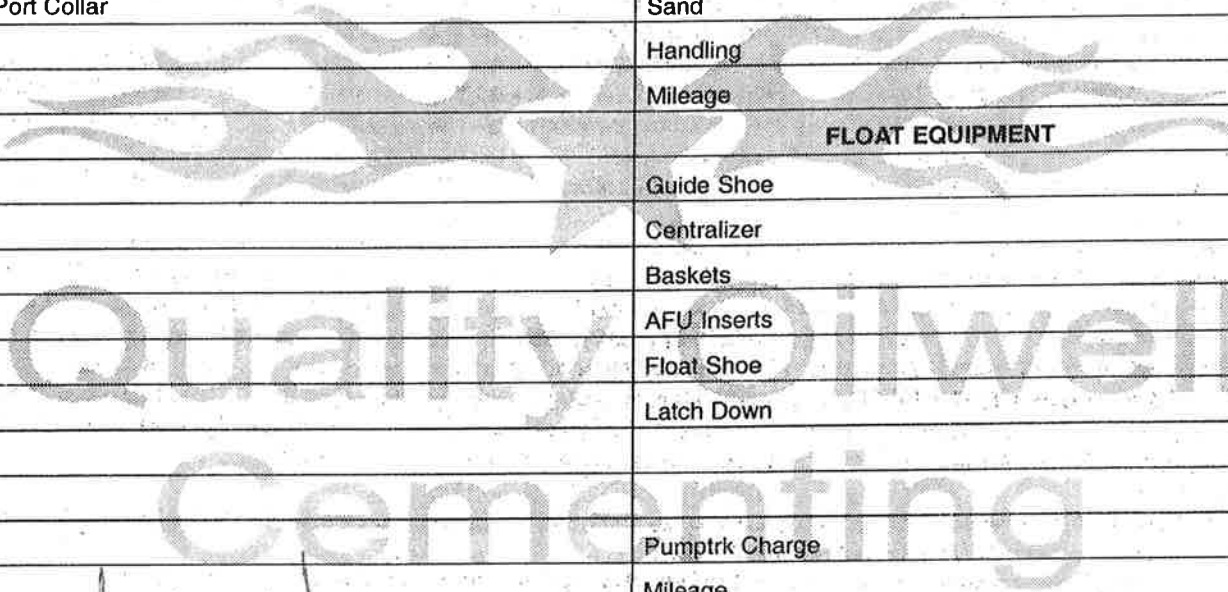 Port Collar
Sand
Handling
Mileage
FLOAT EQUIPMENT
Guide Shoe
Centralizer
Baskets
AFU Inserts
Float Shoe
Latch Down
Pumptrk Charge
Mileage
Quality Oilwell
Cementing